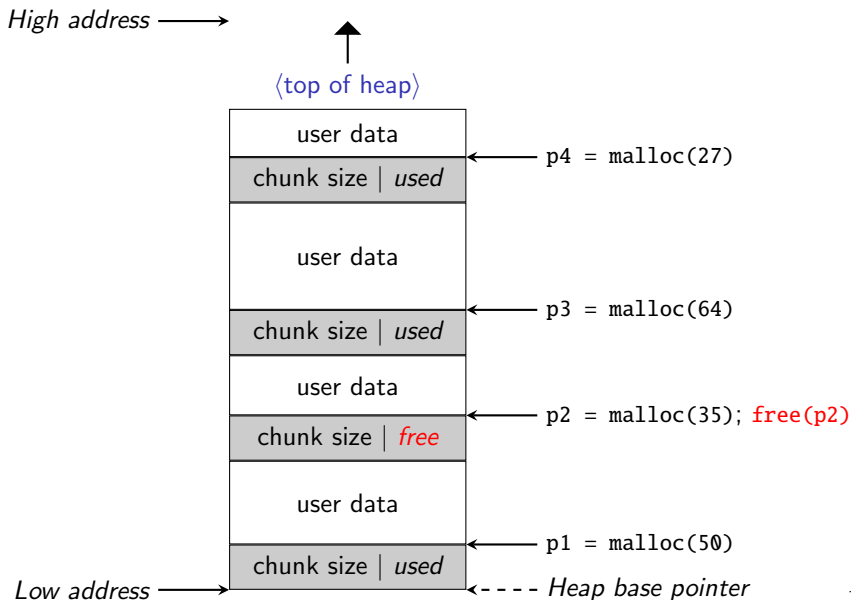 High address
⟨top of heap⟩
user data
p4 = malloc(27)
chunk size | used
user data
p3 = malloc(64)
chunk size | used
user data
p2 = malloc(35); free(p2)
chunk size | free
user data
p1 = malloc(50)
chunk size | used
Low address
Heap base pointer